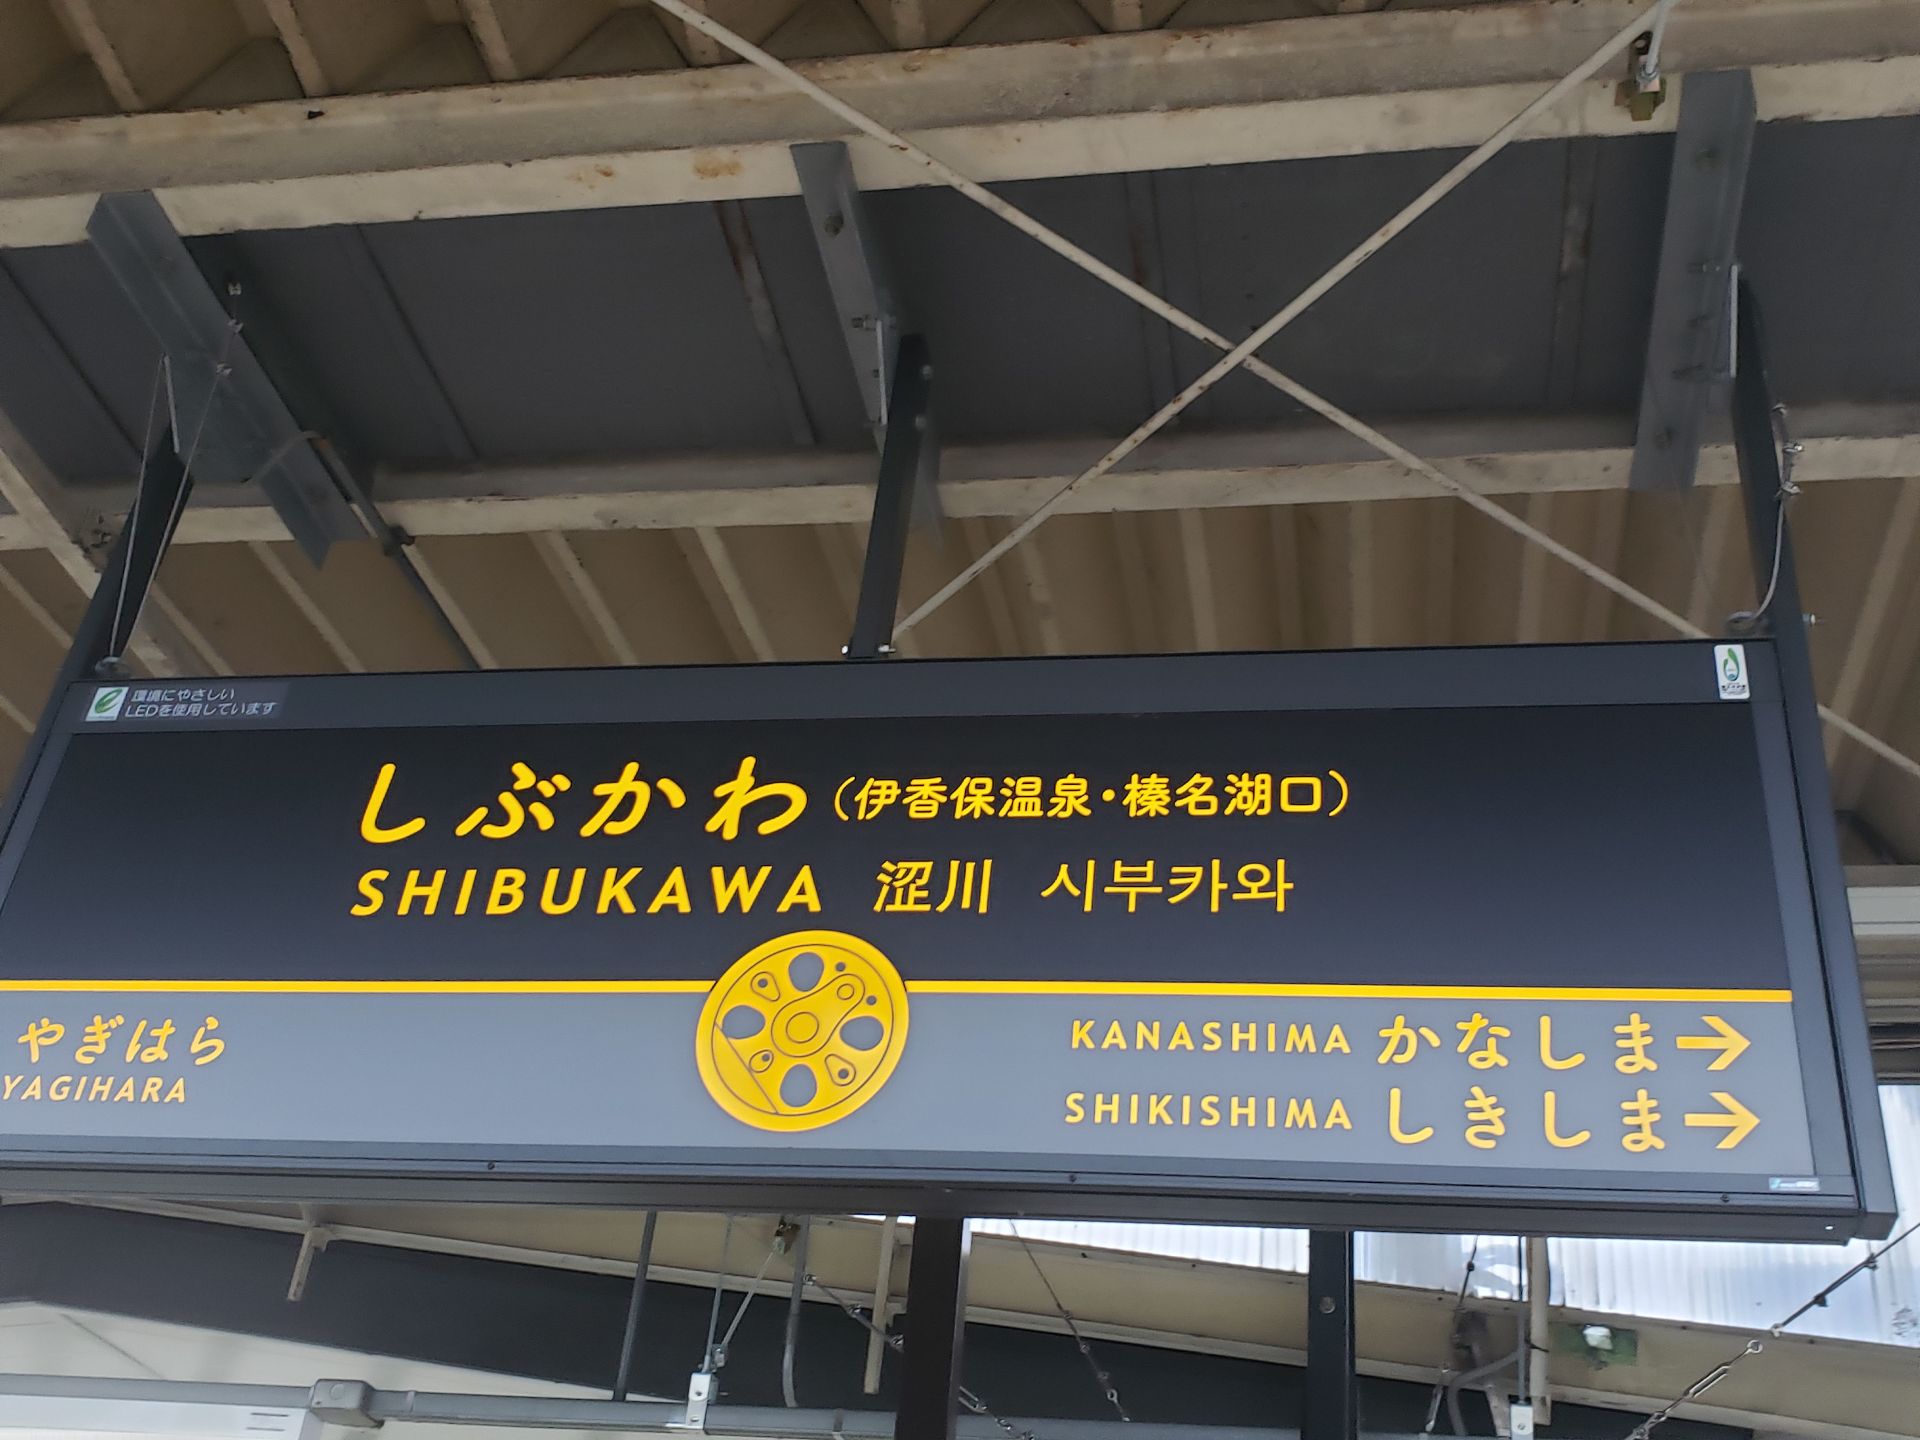 環境にやさしい
LEDを使用しています
しぶかわ（伊香保温泉・榛名湖口）
SHIBUKAWA 涩川 시부카와
やぎはら
YAGIHARA
KANASHIMA かなしま→
SHIKISHIMA しきしま→